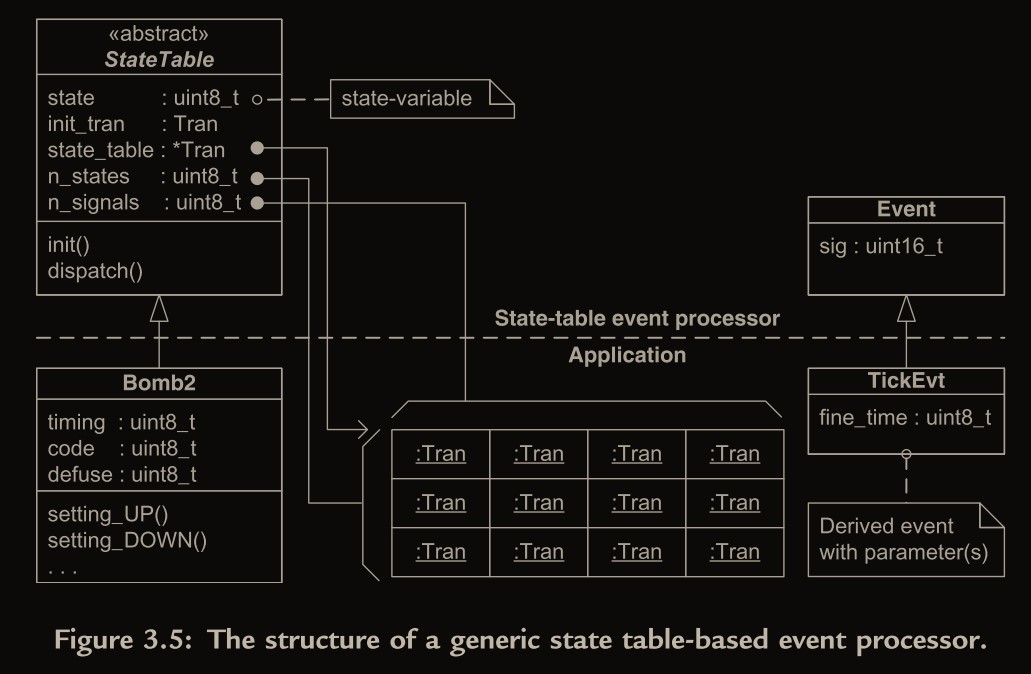 «abstract»
StateTable
state : uint8_t
init_tran : Tran
state_table : *Tran
n_states : uint8_t
n_signals : uint8_t
init()
dispatch()
state-variable
Event
sig : uint16_t
State-table event processor
Application
Bomb2
timing : uint8_t
code : uint8_t
defuse : uint8_t
setting_UP()
setting_DOWN()
. . .
:Tran :Tran :Tran :Tran
:Tran :Tran :Tran :Tran
:Tran :Tran :Tran :Tran
TickEvt
fine_time : uint8_t
Derived event
with parameter(s)
Figure 3.5: The structure of a generic state table-based event processor.